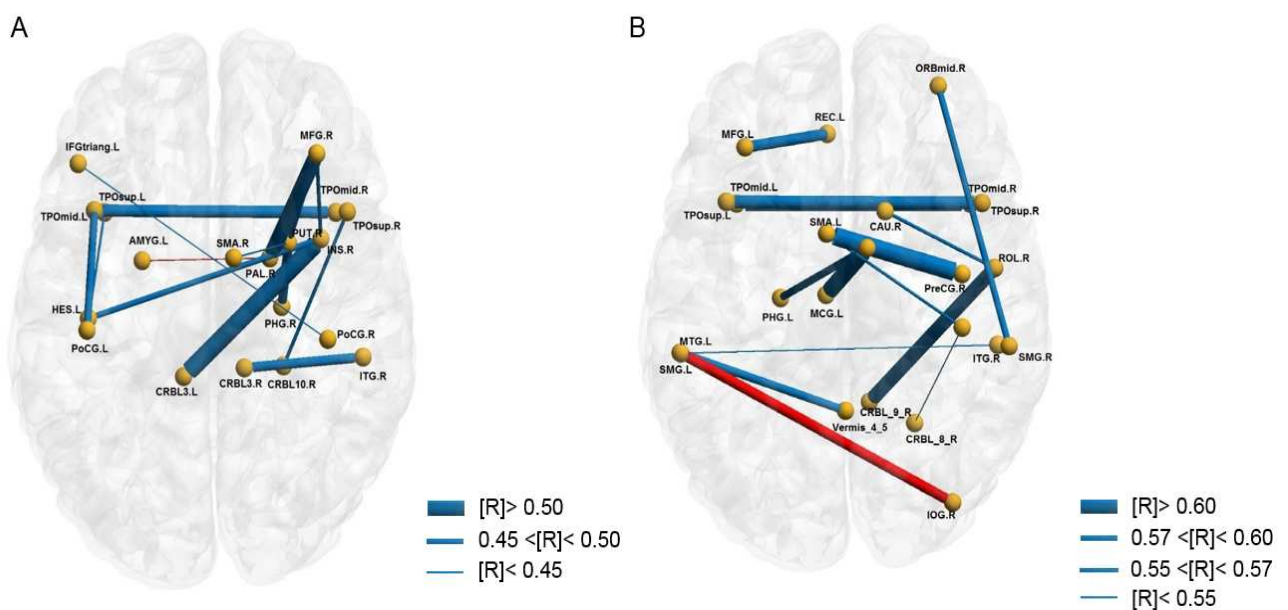 A
B
ORBmid.R
MFG.R
REC.L
MFG.L
IFGtriang.L
TPOmid.R
TPOsup.L
TPOmid.L
TPOsup.R
TPOmid.L
TPOmid.R
TPOsup.L
TPOsup.R
PUT.R
INS.R
SMA.R
AMYG.L
PAL.R
SMA.L
CAU.R
ROL.R
PreCG.R
HES.L
PHG.R
PoCG.L
PoCG.R
PHG.L
MCG.L
MTG.L
SMG.L
ITG.R
SMG.R
CRBL3.L
CRBL3.R
CRBL10.R
ITG.R
CRBL_9_R
Vermis_4_5
CRBL_8_R
IOG.R
[R]> 0.50
0.45 <[R]< 0.50
[R]< 0.45
[R]> 0.60
0.57 <[R]< 0.60
0.55 <[R]< 0.57
[R]< 0.55